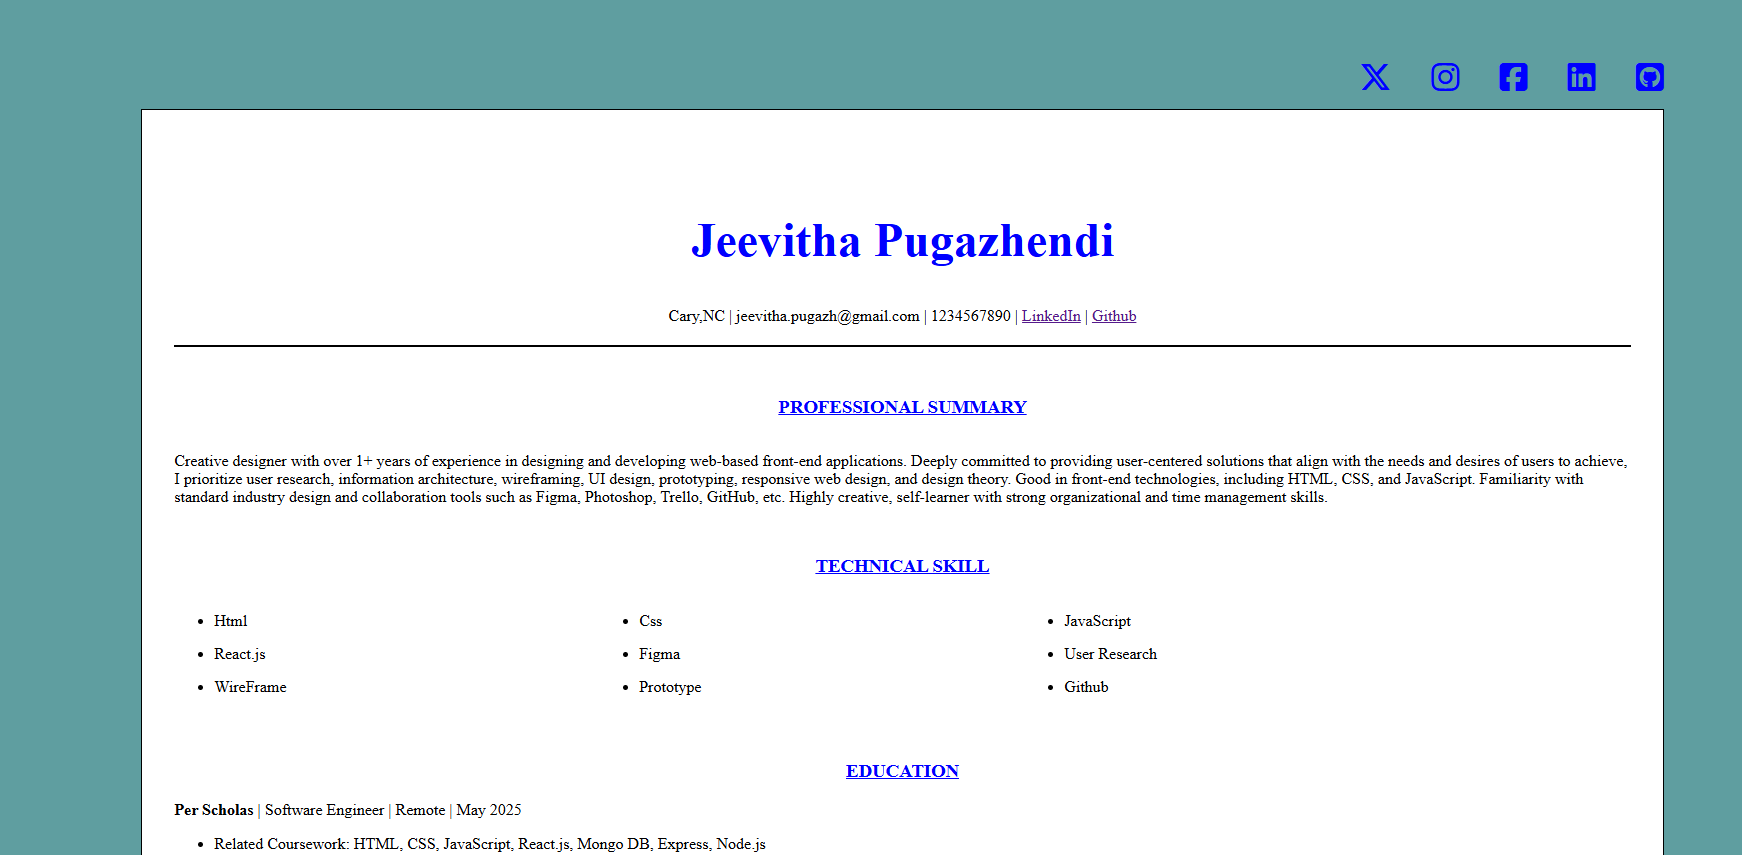 Jeevitha Pugazhendi
Cary,NC | jeevitha.pugazh@gmail.com | 1234567890 | LinkedIn | Github
PROFESSIONAL SUMMARY
Creative designer with over 1+ years of experience in designing and developing web-based front-end applications. Deeply committed to providing user-centered solutions that align with the needs and desires of users to achieve,
I prioritize user research, information architecture, wireframing, UI design, prototyping, responsive web design, and design theory. Good in front-end technologies, including HTML, CSS, and JavaScript. Familiarity with
standard industry design and collaboration tools such as Figma, Photoshop, Trello, GitHub, etc. Highly creative, self-learner with strong organizational and time management skills.
TECHNICAL SKILL
• Html • Css • JavaScript
• React.js • Figma • User Research
• WireFrame • Prototype • Github
EDUCATION
Per Scholas | Software Engineer | Remote | May 2025
• Related Coursework: HTML, CSS, JavaScript, React.js, Mongo DB, Express, Node.js